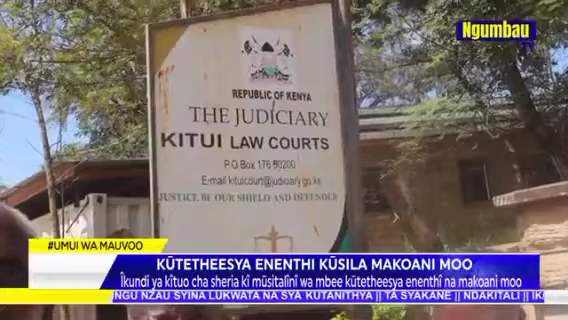 Ngumbau
REPUBLIC OF KENYA
THE JUDICIARY
KITUI LAW COURTS
P.O Box 176 90200
E-mail kituicourt@judiciary.go.ke
JUSTICE BE OUR SHIELD AND DEFENDER
#UMUI WA MAUVOO
KŨTETHEESYA ENENTHI KŨSILA MAKOANI MOO
Ĩkundi ya kĩtuo cha sheria kĩ mũsitalinĩ wa mbee kũtetheesya enenthĩ na makoani moo
NGU NZAU SYINA LUKWATA NA SYA KUTANITHYA || TA SYAKANE || NDAKITALI || IK